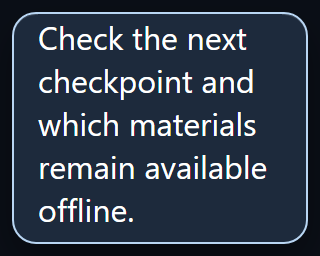 Check the next
checkpoint and
which materials
remain available
offline.